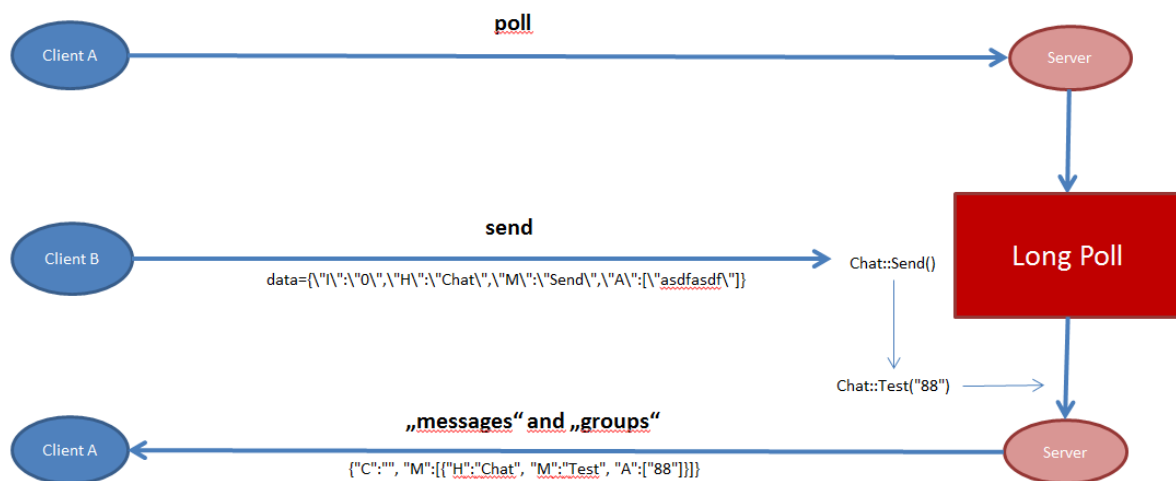 poll
Client A
Server
send
Client B
Chat::Send()
Long Poll
data={\"I\":\"0\",\"H\":\"Chat\",\"M\":\"Send\",\"A\":[\"asdfasdf\"]}
Chat::Test("88")
„messages“ and „groups“
Client A
Server
{"C":"", "M":[{"H":"Chat", "M":"Test", "A":["88"]}]}